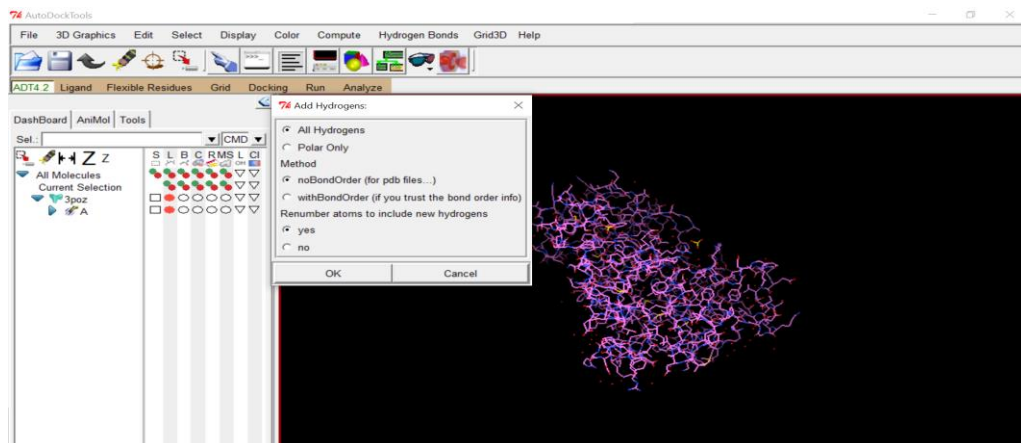 AutoDockTools
File 3D Graphics Edit Select Display Color Compute Hydrogen Bonds Grid3D Help
ADT4.2 Ligand Flexible Residues Grid Docking Run Analyze
DashBoard AniMol Tools
Sel.: CMD
Z Z S L B C R MS L Cl
All Molecules
Current Selection
3poz
A
Add Hydrogens:
All Hydrogens
Polar Only
Method
noBondOrder (for pdb files...)
withBondOrder (if you trust the bond order info)
Renumber atoms to include new hydrogens
yes
no
OK Cancel